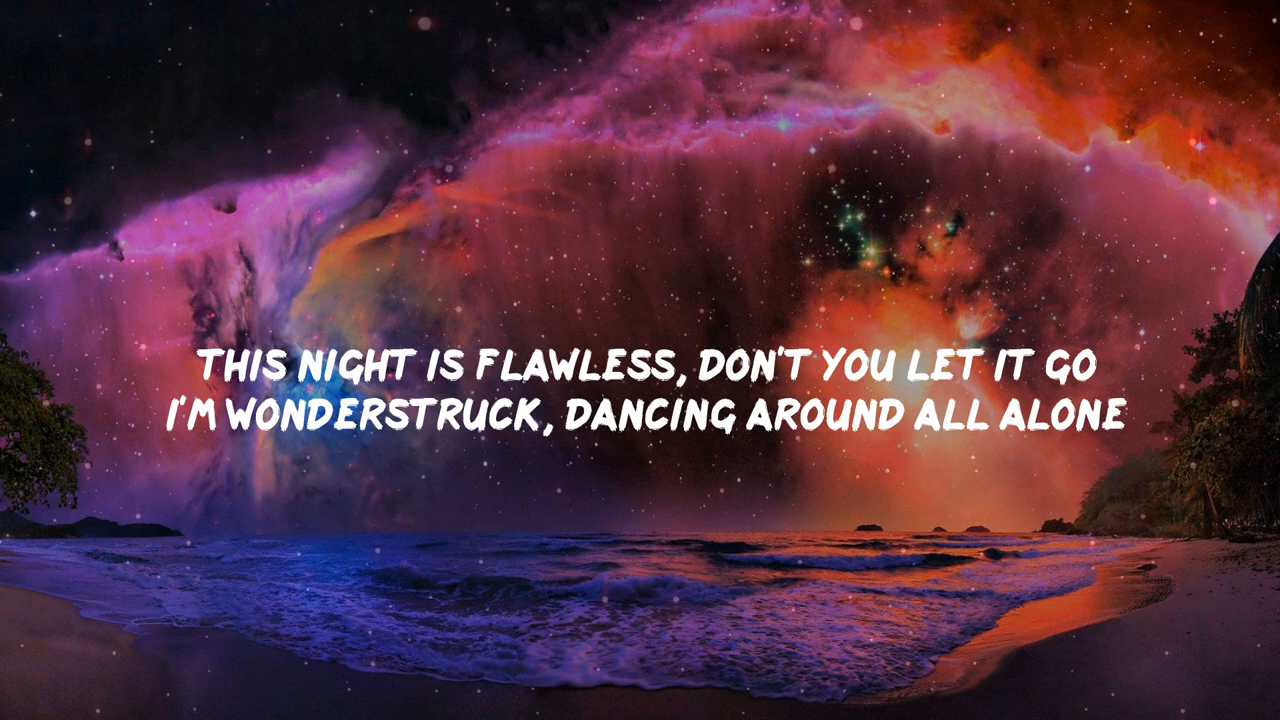 THIS NIGHT IS FLAWLESS, DON'T YOU LET IT GO
I'M WONDERSTRUCK, DANCING AROUND ALL ALONE